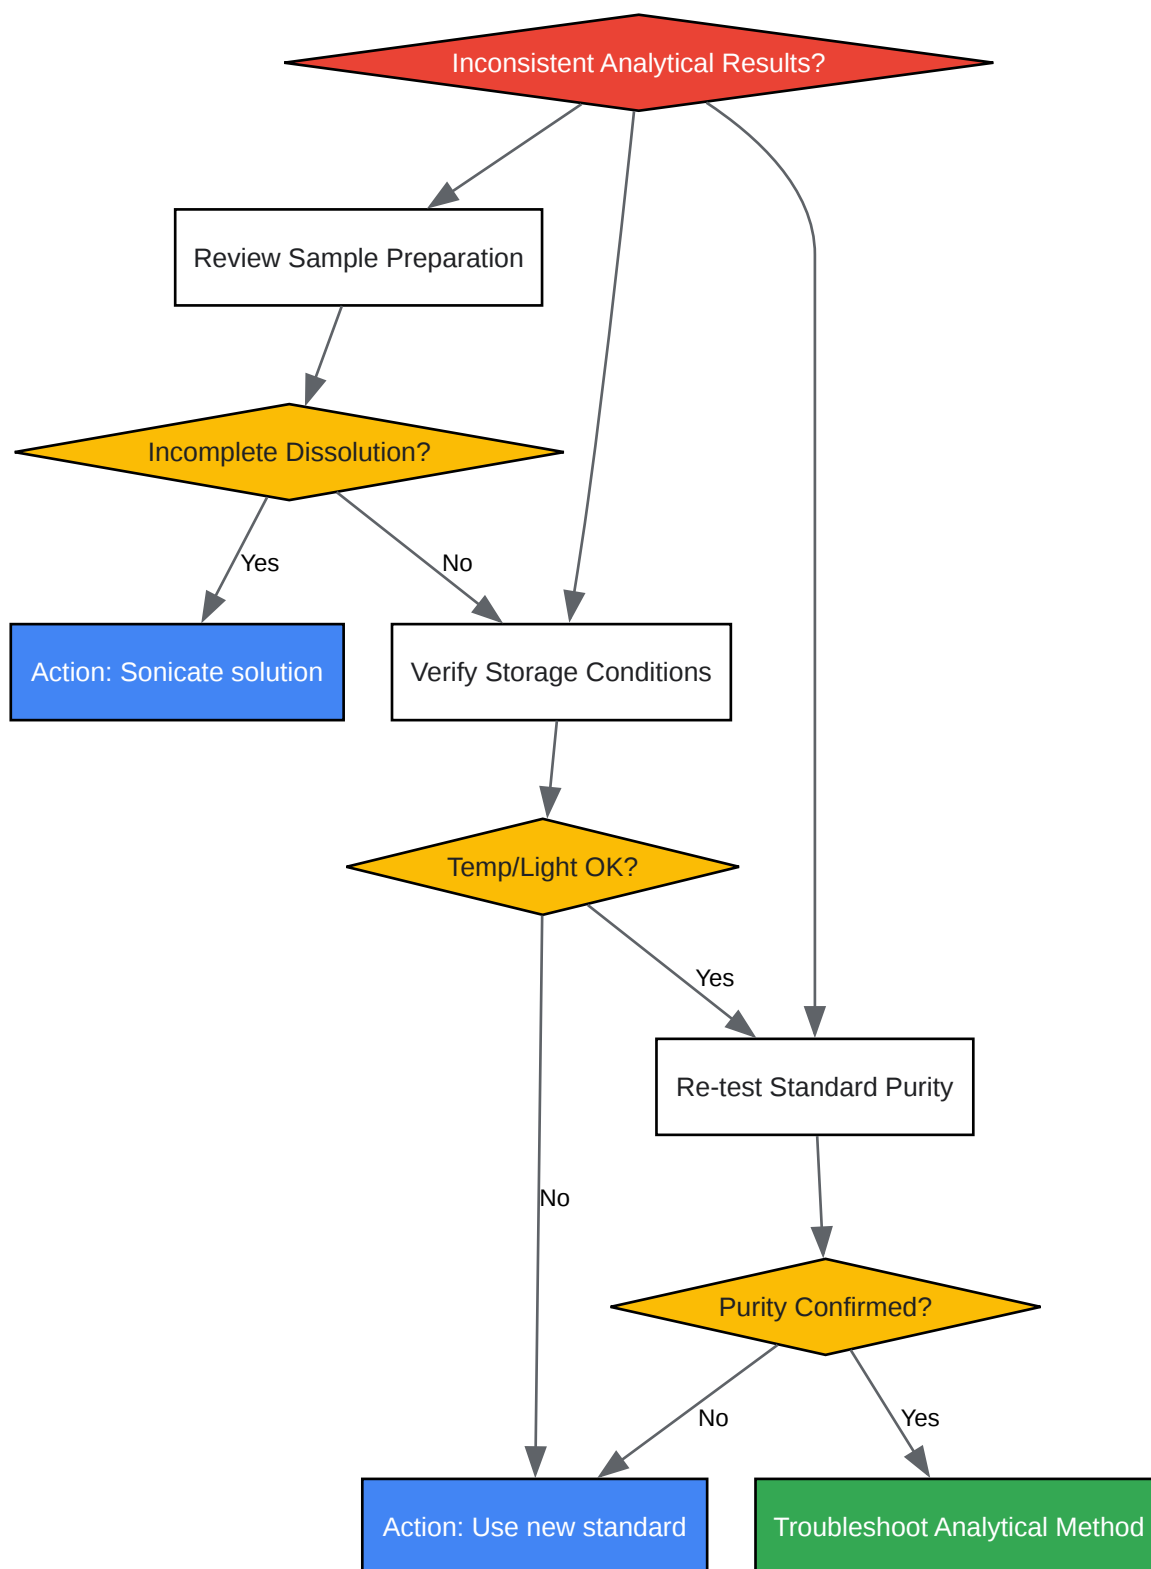 Inconsistent Analytical Results?
Review Sample Preparation
Incomplete Dissolution?
Yes
No
Action: Sonicate solution
Verify Storage Conditions
Temp/Light OK?
Yes
Re-test Standard Purity
No
Purity Confirmed?
No
Yes
Action: Use new standard
Troubleshoot Analytical Method